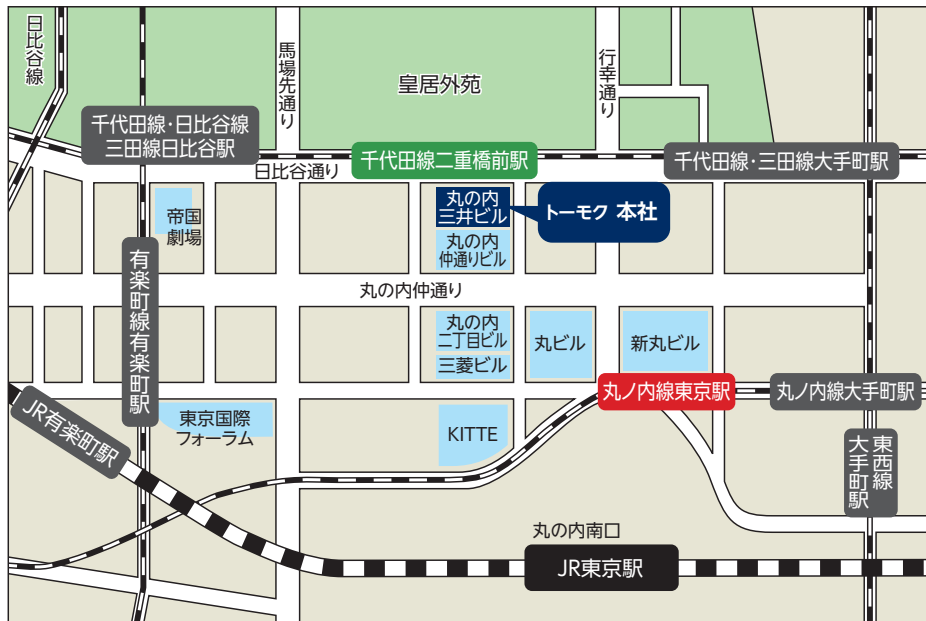 日比谷線
馬場先通り
行幸通り
皇居外苑
千代田線・日比谷線
三田線日比谷駅
日比谷通り
千代田線二重橋前駅
千代田線・三田線大手町駅
帝国
劇場
丸の内
三井ビル
トーモク 本社
丸の内
仲通りビル
有楽町線有楽町駅
丸の内仲通り
丸の内
二丁目ビル
三菱ビル
丸ビル
新丸ビル
丸ノ内線東京駅
丸ノ内線大手町駅
JR有楽町駅
東京国際
フォーラム
KITTE
東西線
大手町駅
丸の内南口
JR東京駅